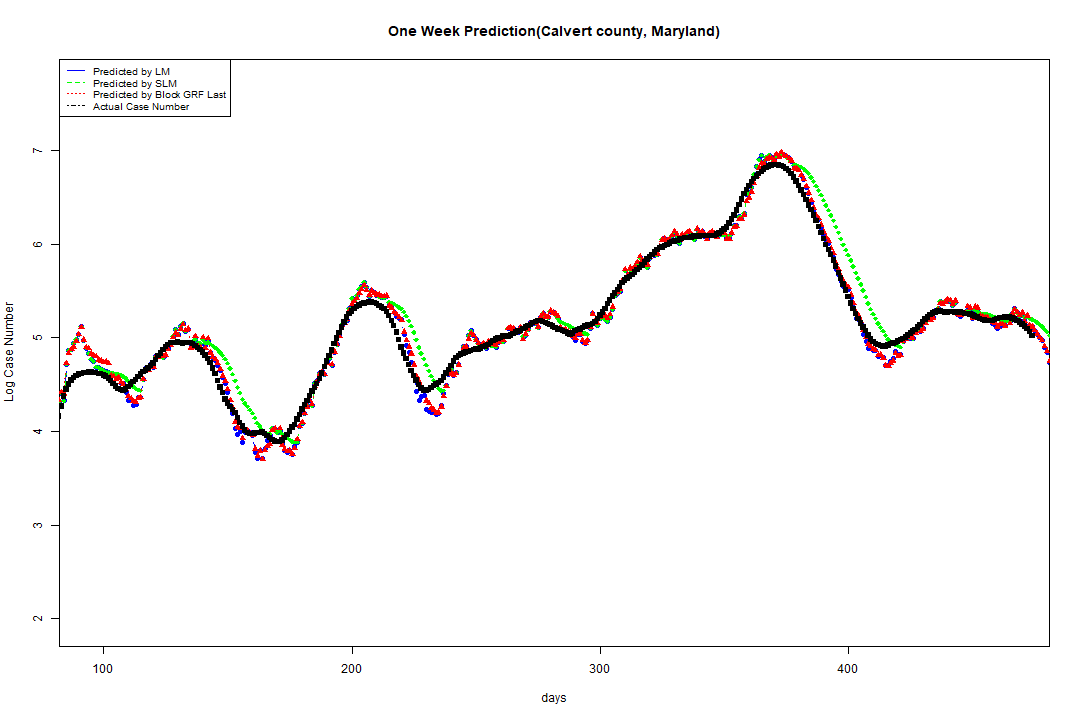 One Week Prediction(Calvert county, Maryland)
Predicted by LM
Predicted by SLM
Predicted by Block GRF Last
Actual Case Number
7
6
5
4
3
2
Log Case Number
100 200 300 400
days